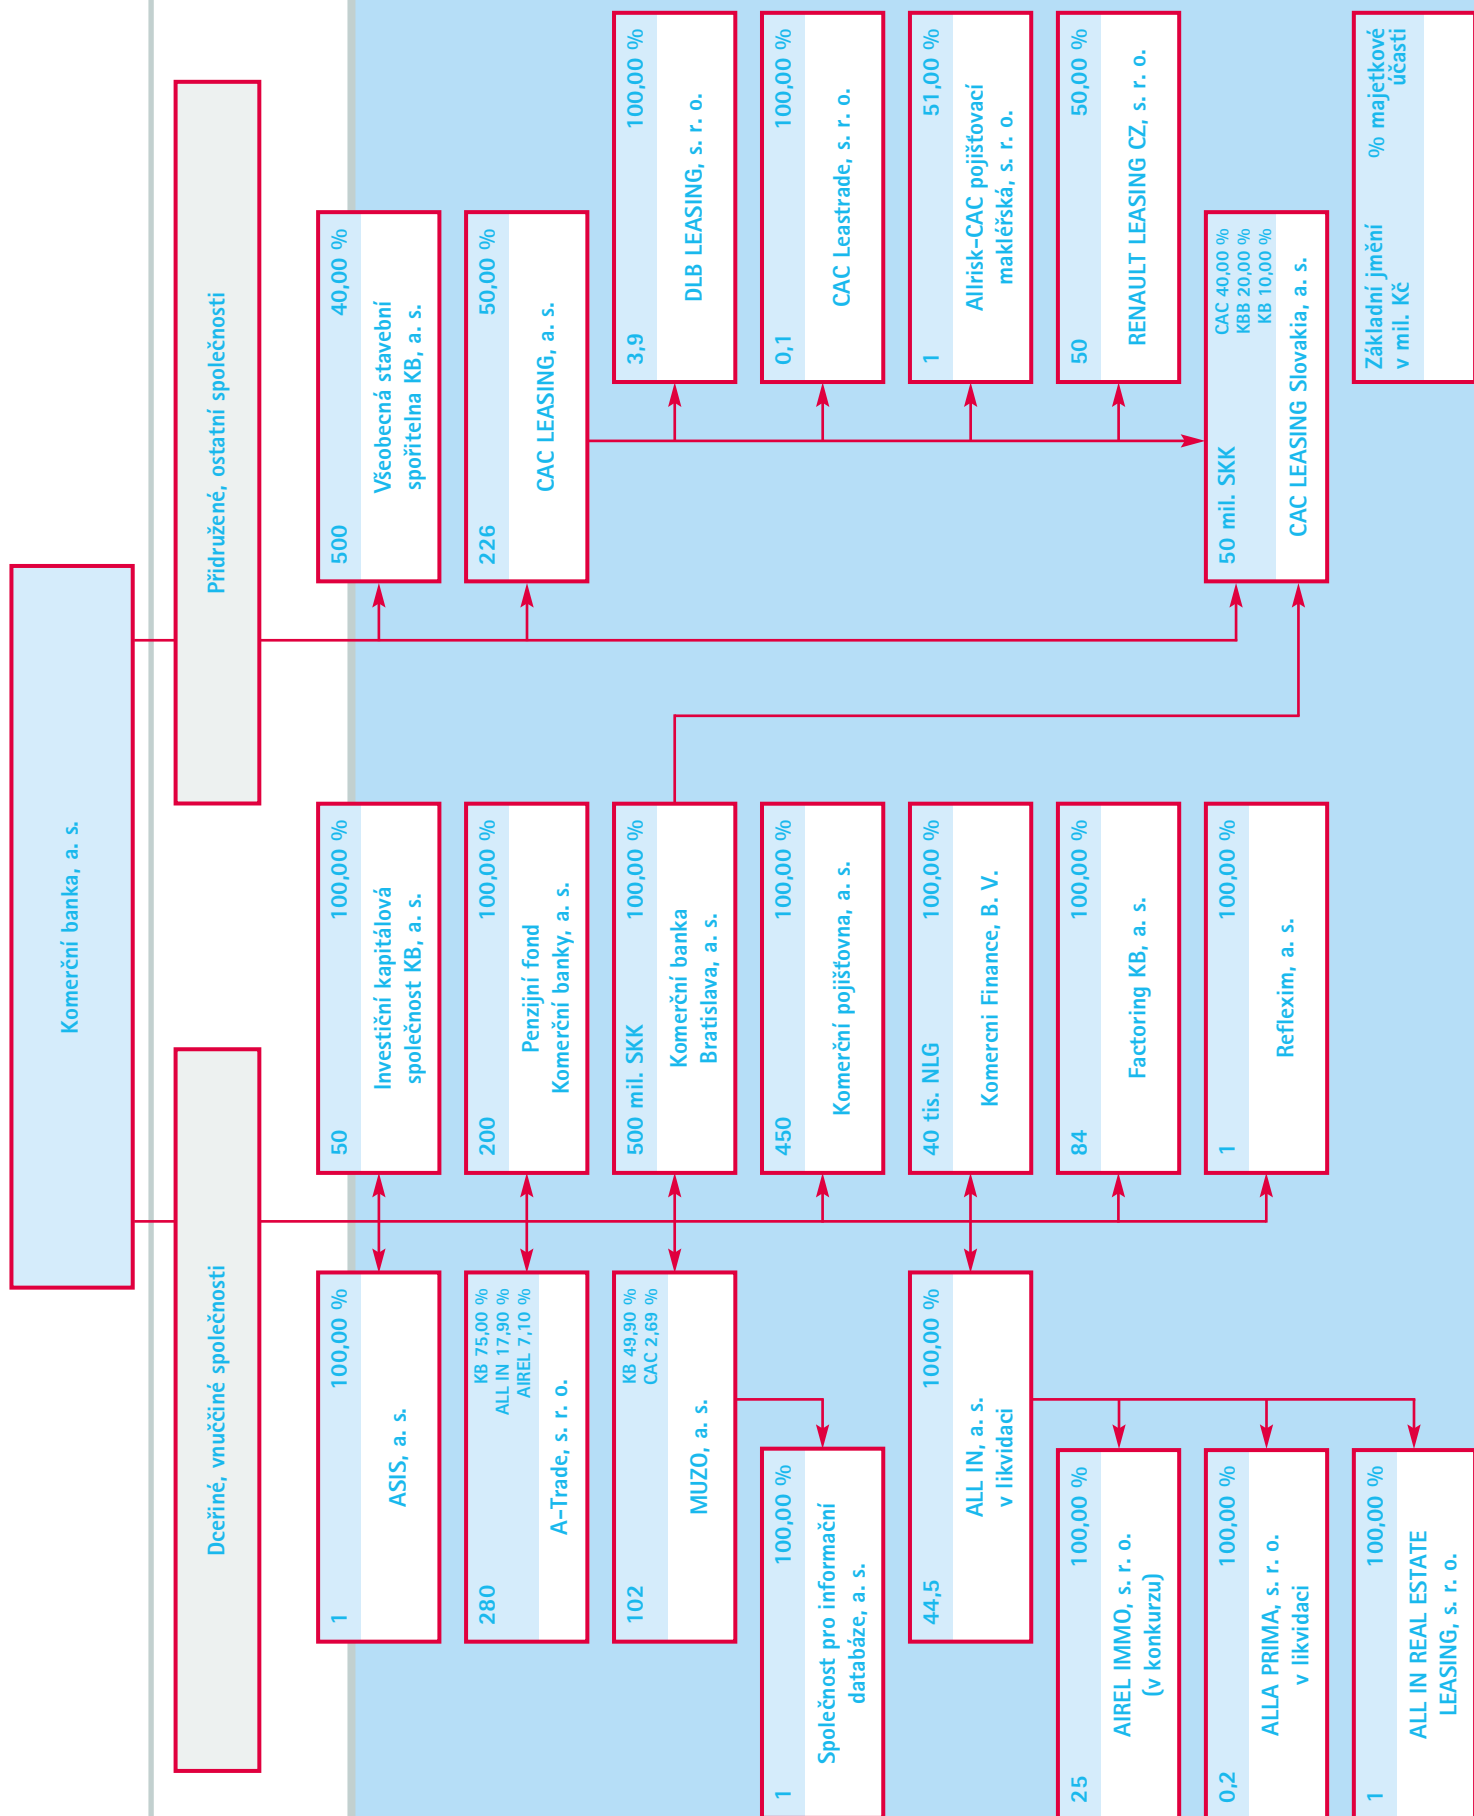 Komerční banka, a. s.
Dceřiné, vnuččiné společnosti
Přidružené, ostatní společnosti
1 100,00 %
ASIS, a. s.
50 100,00 %
Investiční kapitálová
společnost KB, a. s.
500 40,00 %
Všeobecná stavební
spořitelna KB, a. s.
280
KB 75,00 %
ALL IN 17,90 %
AIREL 7,10 %
A–Trade, s. r. o.
200 100,00 %
Penzijní fond
Komerční banky, a. s.
226 50,00 %
CAC LEASING, a. s.
102
KB 49,90 %
CAC 2,69 %
MUZO, a. s.
500 mil. SKK 100,00 %
Komerční banka
Bratislava, a. s.
3,9 100,00 %
DLB LEASING, s. r. o.
1 100,00 %
Společnost pro informační
databáze, a. s.
450 100,00 %
Komerční pojišťovna, a. s.
0,1 100,00 %
CAC Leastrade, s. r. o.
44,5 100,00 %
ALL IN, a. s.
v likvidaci
40 tis. NLG 100,00 %
Komercni Finance, B. V.
1 51,00 %
Allrisk–CAC pojišťovací
makléřská, s. r. o.
25 100,00 %
AIREL IMMO, s. r. o.
(v konkurzu)
84 100,00 %
Factoring KB, a. s.
50 50,00 %
RENAULT LEASING CZ, s. r. o.
0,2 100,00 %
ALLA PRIMA, s. r. o.
v likvidaci
1 100,00 %
Reflexim, a. s.
50 mil. SKK
CAC 40,00 %
KBB 20,00 %
KB 10,00 %
CAC LEASING Slovakia, a. s.
1 100,00 %
ALL IN REAL ESTATE
LEASING, s. r. o.
Základní jmění % majetkové
v mil. Kč účasti